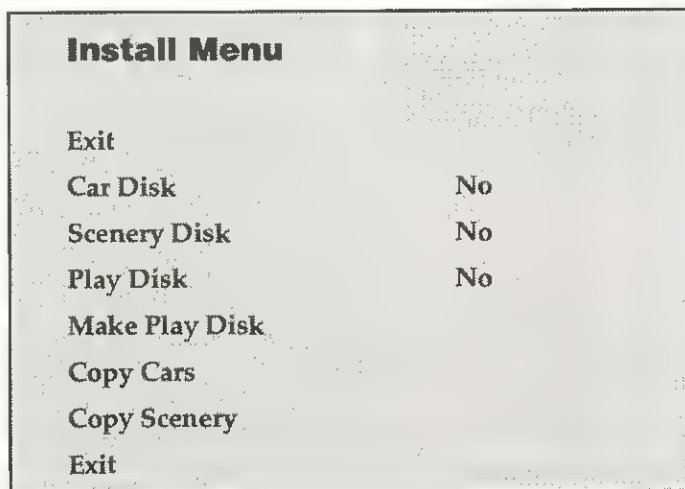 Install Menu
Exit
Car Disk No
Scenery Disk No
Play Disk No
Make Play Disk
Copy Cars
Copy Scenery
Exit